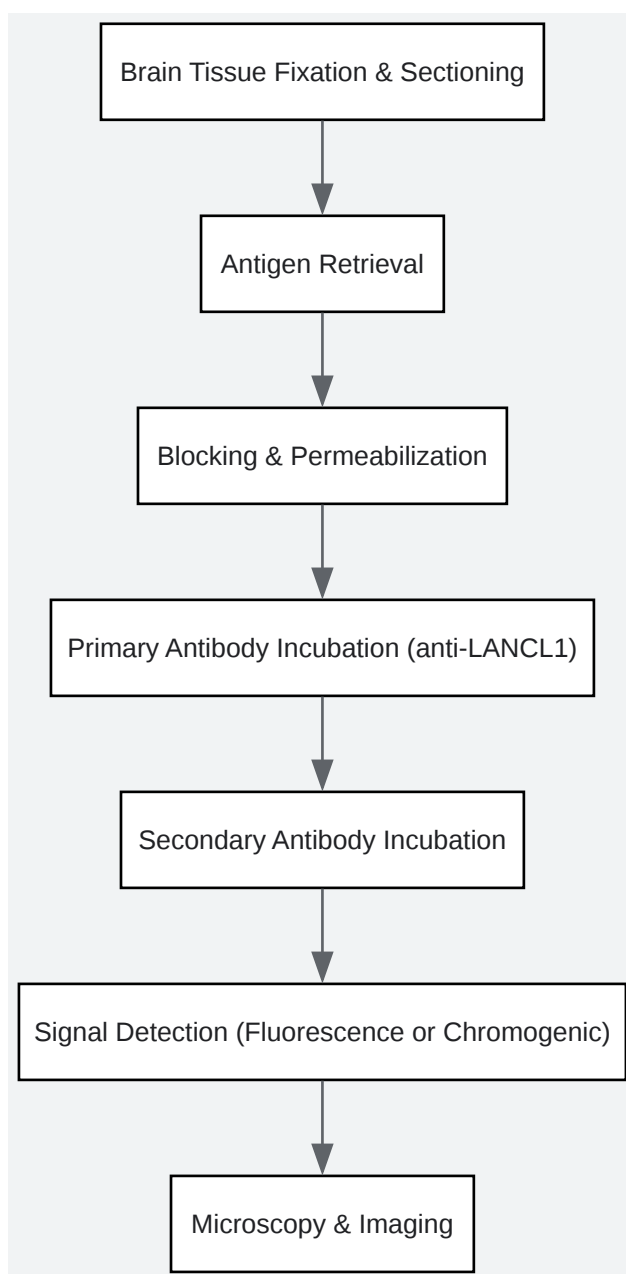 Brain Tissue Fixation & Sectioning
Antigen Retrieval
Blocking & Permeabilization
Primary Antibody Incubation (anti-LANCL1)
Secondary Antibody Incubation
Signal Detection (Fluorescence or Chromogenic)
Microscopy & Imaging